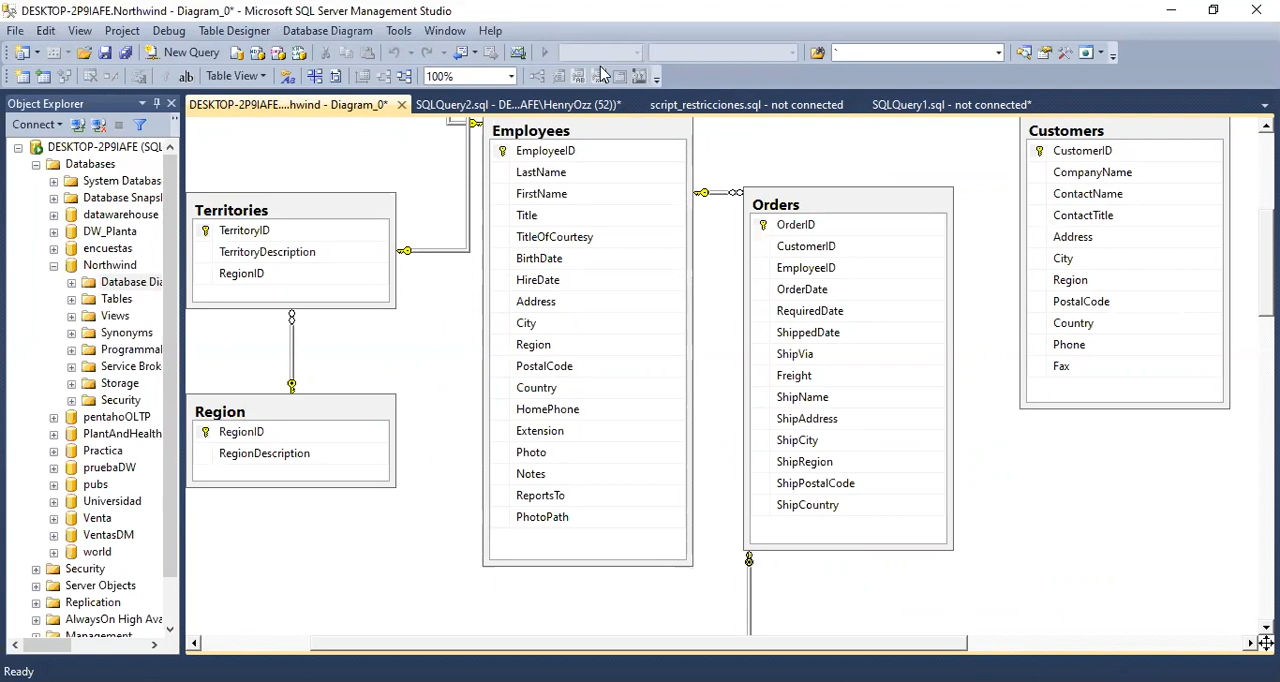 DESKTOP-2P9IAFE.Northwind - Diagram_0* - Microsoft SQL Server Management Studio
File Edit View Project Debug Table Designer Database Diagram Tools Window Help
New Query
Table View 100%
Object Explorer
DESKTOP-2P9IAFE....hwind - Diagram_0* SQLQuery2.sql - DE...AFE\HenryOzz (52))* script_restricciones.sql - not connected SQLQuery1.sql - not connected*
Connect
DESKTOP-2P9IAFE (SQL
Databases
System Databas
Database Snaps
datawarehouse
DW_Planta
encuestas
Northwind
Database Dia
Tables
Views
Synonyms
Programmal
Service Brok
Storage
Security
pentahoOLTP
PlantAndHealth
Practica
pruebaDW
pubs
Universidad
Venta
VentasDM
world
Security
Server Objects
Replication
AlwaysOn High Ava
Management
Territories
TerritoryID
TerritoryDescription
RegionID
Region
RegionID
RegionDescription
Employees
EmployeeID
LastName
FirstName
Title
TitleOfCourtesy
BirthDate
HireDate
Address
City
Region
PostalCode
Country
HomePhone
Extension
Photo
Notes
ReportsTo
PhotoPath
Orders
OrderID
CustomerID
EmployeeID
OrderDate
RequiredDate
ShippedDate
ShipVia
Freight
ShipName
ShipAddress
ShipCity
ShipRegion
ShipPostalCode
ShipCountry
Customers
CustomerID
CompanyName
ContactName
ContactTitle
Address
City
Region
PostalCode
Country
Phone
Fax
Ready